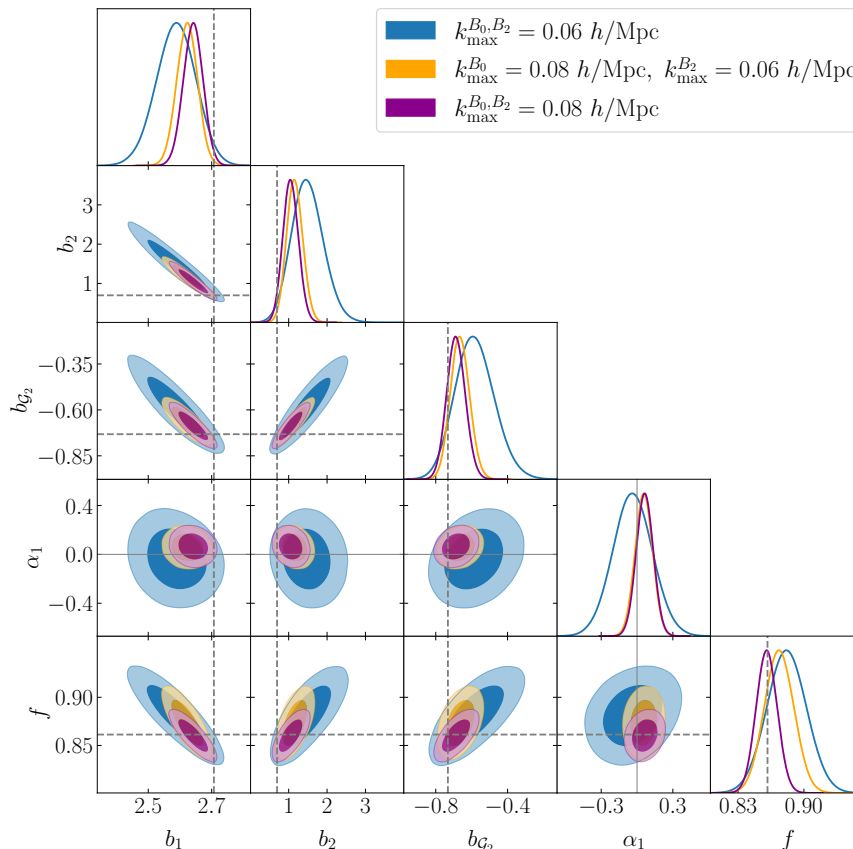 k_max^{B_0,B_2} = 0.06 h/Mpc
k_max^{B_0} = 0.08 h/Mpc, k_max^{B_2} = 0.06 h/Mpc
k_max^{B_0,B_2} = 0.08 h/Mpc
b_2
3
2
1
b_{𝒢_2}
−0.35
−0.60
−0.85
α_1
0.4
0.0
−0.4
f
0.90
0.85
2.5 2.7 1 2 3 −0.8 −0.4 −0.3 0.3 0.83 0.90
b_1 b_2 b_{𝒢_2} α_1 f